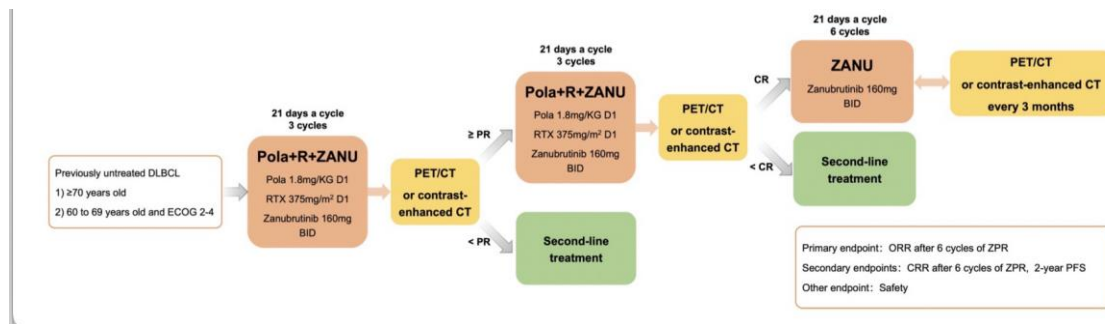 Previously untreated DLBCL
1) ≥70 years old
2) 60 to 69 years old and ECOG 2-4
21 days a cycle
3 cycles
Pola+R+ZANU
Pola 1.8mg/KG D1
RTX 375mg/m² D1
Zanubrutinib 160mg
BID
PET/CT
or contrast-
enhanced CT
≥ PR
< PR
21 days a cycle
3 cycles
Pola+R+ZANU
Pola 1.8mg/KG D1
RTX 375mg/m² D1
Zanubrutinib 160mg
BID
Second-line
treatment
PET/CT
or contrast-
enhanced CT
CR
< CR
21 days a cycle
6 cycles
ZANU
Zanubrutinib 160mg
BID
Second-line
treatment
PET/CT
or contrast-enhanced CT
every 3 months
Primary endpoint: ORR after 6 cycles of ZPR
Secondary endpoints: CRR after 6 cycles of ZPR, 2-year PFS
Other endpoint: Safety